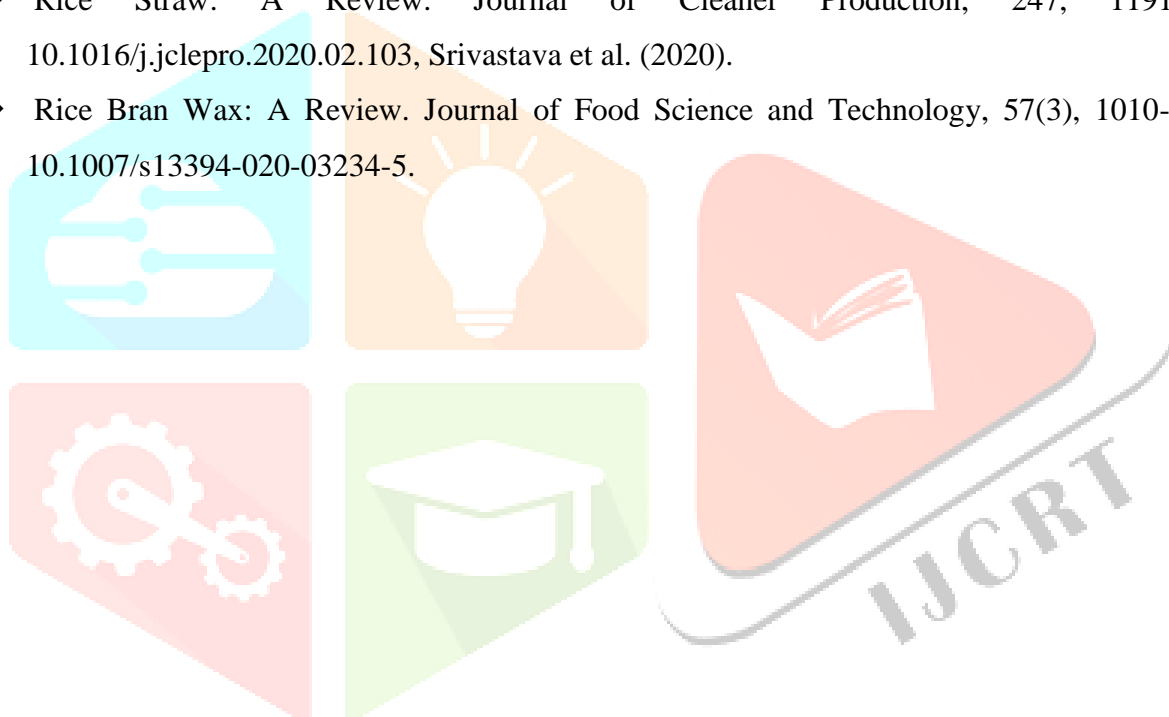 Rice Straw: A Review. Journal of Cleaner Production, 247, 1191
10.1016/j.jclepro.2020.02.103, Srivastava et al. (2020).
Rice Bran Wax: A Review. Journal of Food Science and Technology, 57(3), 1010-
10.1007/s13394-020-03234-5.
IJCRT